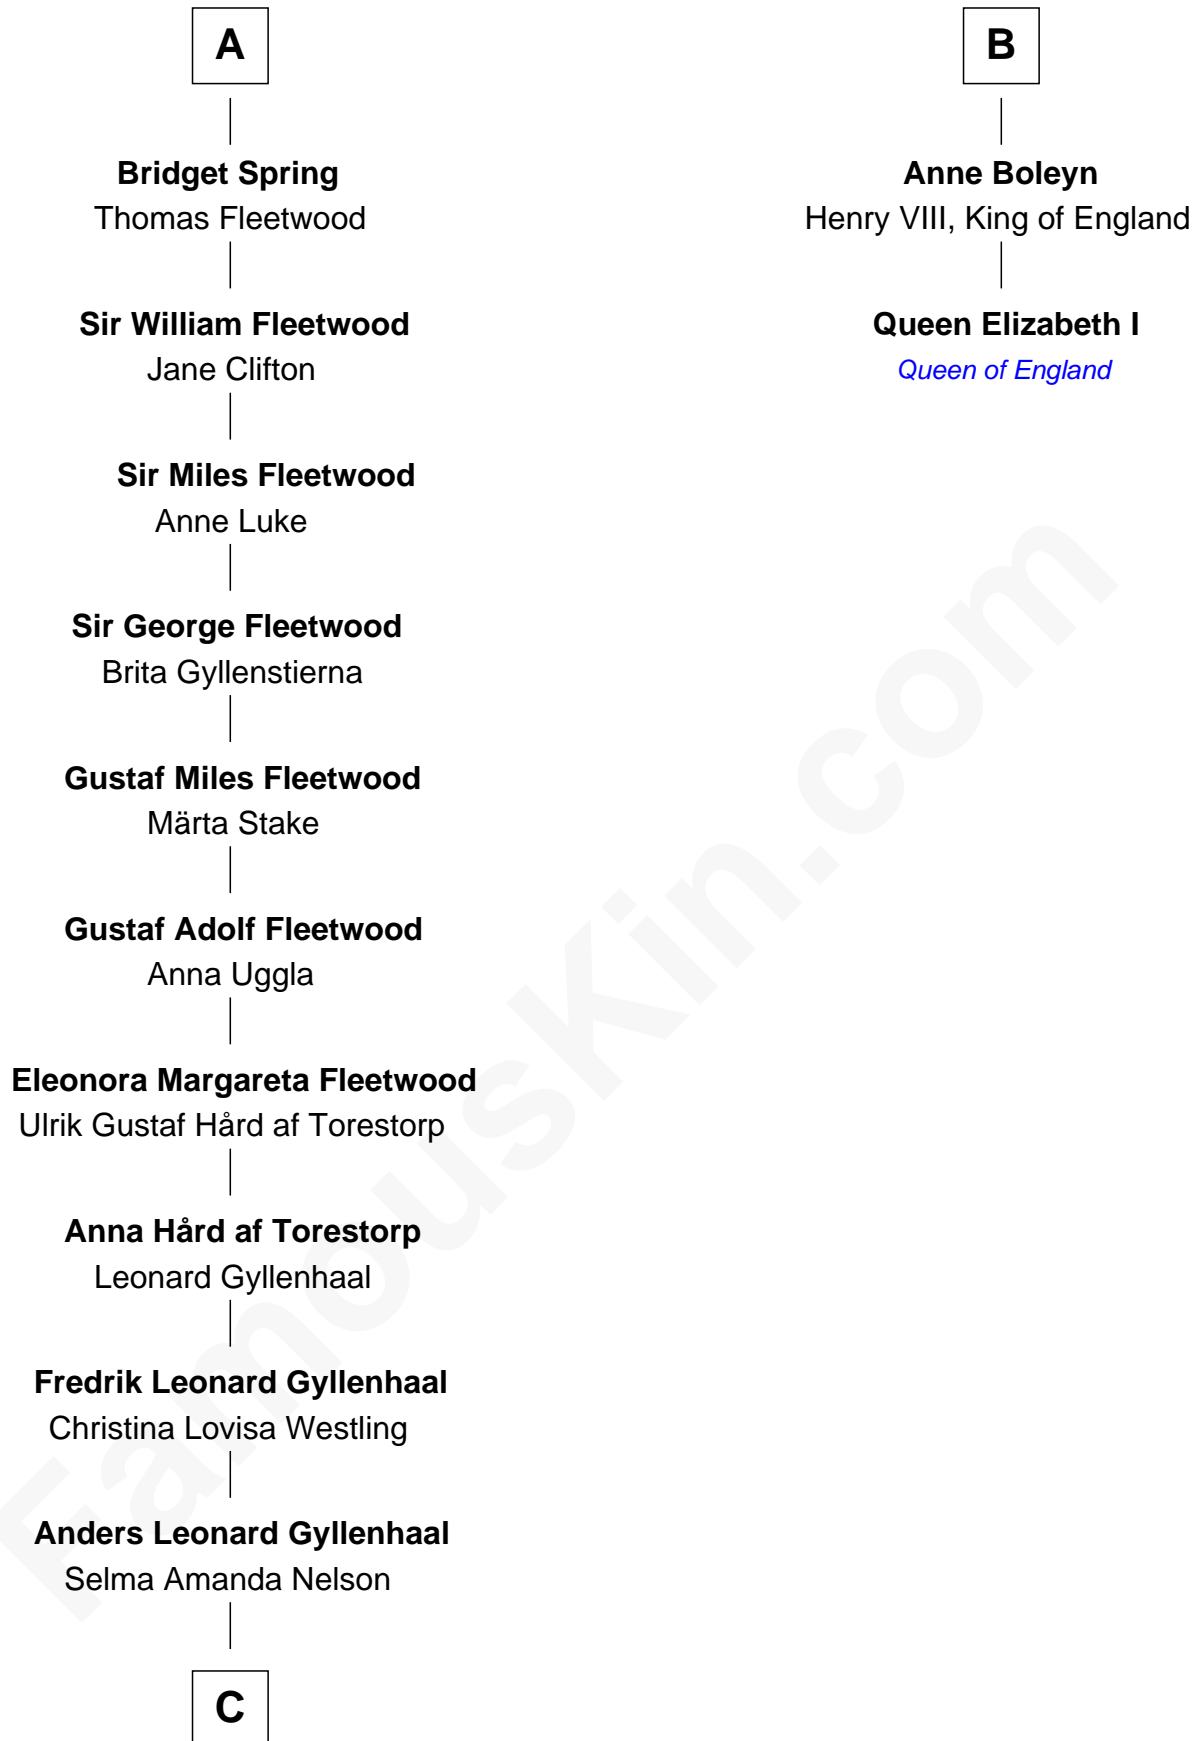 A
Bridget Spring
Thomas Fleetwood
Sir William Fleetwood
Jane Clifton
Sir Miles Fleetwood
Anne Luke
Sir George Fleetwood
Brita Gyllenstierna
Gustaf Miles Fleetwood
Märta Stake
Gustaf Adolf Fleetwood
Anna Uggla
Eleonora Margareta Fleetwood
Ulrik Gustaf Hård af Torestorp
Anna Hård af Torestorp
Leonard Gyllenhaal
Fredrik Leonard Gyllenhaal
Christina Lovisa Westling
Anders Leonard Gyllenhaal
Selma Amanda Nelson
C
B
Anne Boleyn
Henry VIII, King of England
Queen Elizabeth I
Queen of England
FamousKin.com